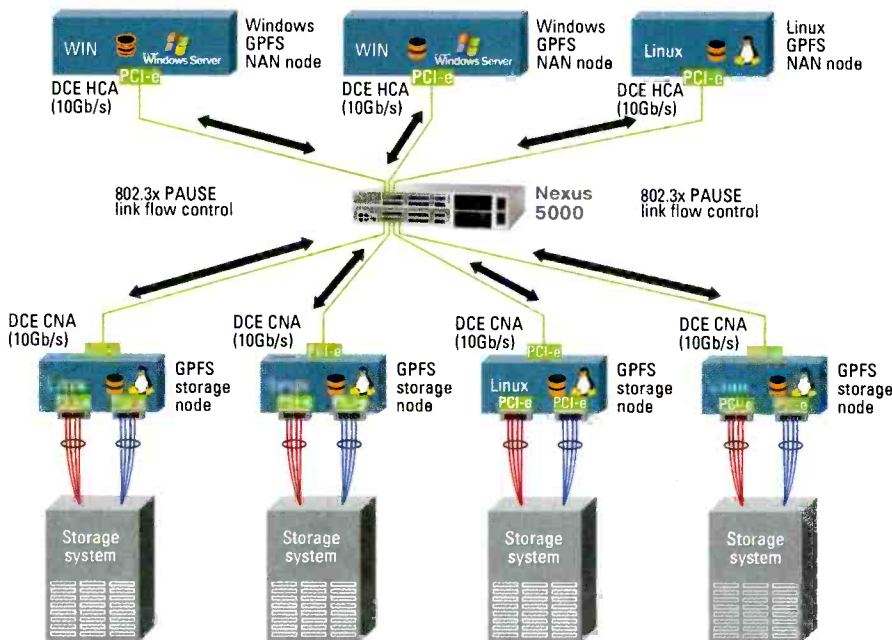 WIN
Windows Server
PCI-e
Windows
GPFS
NAN node
WIN
Windows Server
PCI-e
Windows
GPFS
NAN node
Linux
PCI-e
Linux
GPFS
NAN node
DCE HCA
(10Gb/s)
DCE HCA
(10Gb/s)
DCE HCA
(10Gb/s)
802.3x PAUSE
link flow control
Nexus
5000
802.3x PAUSE
link flow control
DCE CNA
(10Gb/s)
GPFS
storage
node
DCE CNA
(10Gb/s)
PCI-e
GPFS
storage
node
DCE CNA
(10Gb/s)
PCI-e
Linux
PCI-e
PCI-e
GPFS
storage
node
DCE CNA
(10Gb/s)
PCI-e
GPFS
storage
node
Storage
system
Storage
system
Storage
system
Storage
system